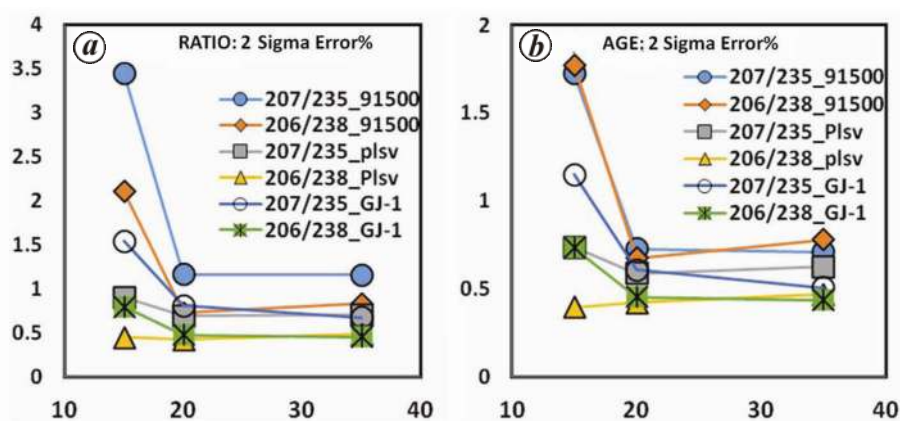 a
RATIO: 2 Sigma Error%
4
3.5
3
2.5
2
1.5
1
0.5
0
207/235_91500
206/238_91500
207/235_plsv
206/238_Plsv
207/235_GJ-1
206/238_GJ-1
10 20 30 40
b
AGE: 2 Sigma Error%
2
1.5
1
0.5
0
207/235_91500
206/238_91500
207/235_Plsv
206/238_plsv
207/235_GJ-1
206/238_GJ-1
10 20 30 40